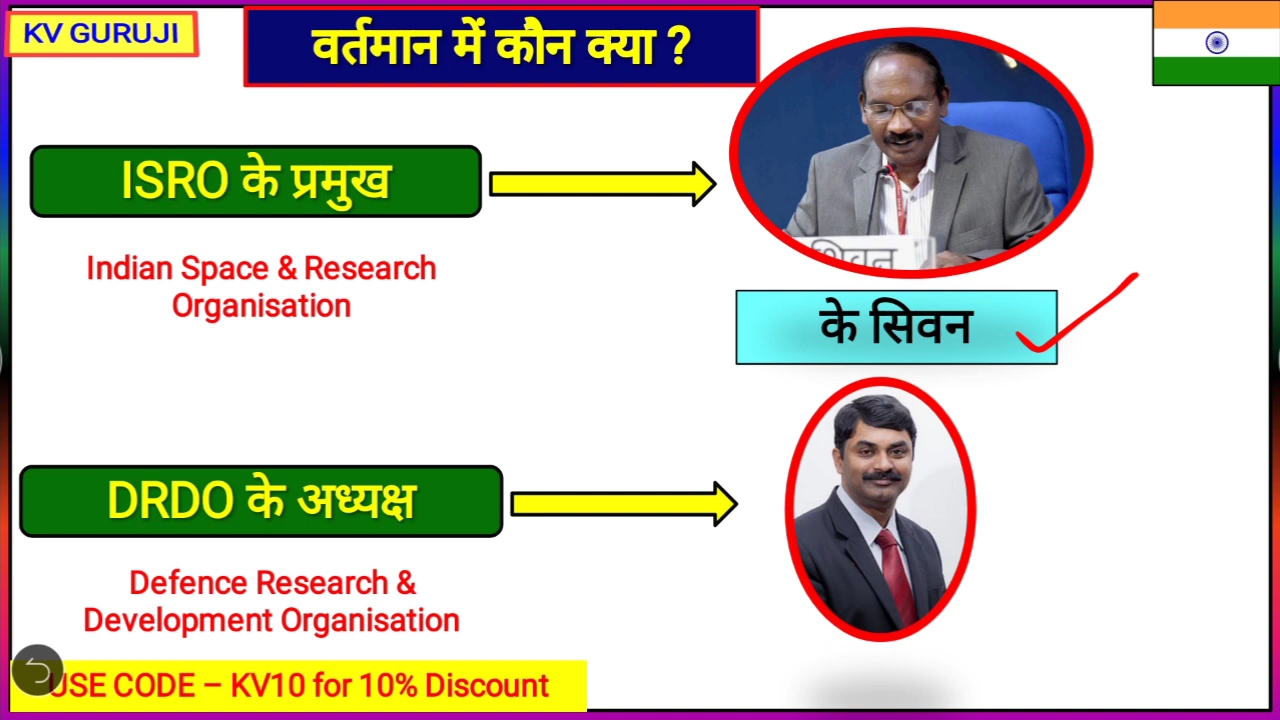 KV GURUJI
वर्तमान में कौन क्या ?
ISRO के प्रमुख
Indian Space & Research
Organisation
के सिवन
DRDO के अध्यक्ष
Defence Research &
Development Organisation
USE CODE – KV10 for 10% Discount